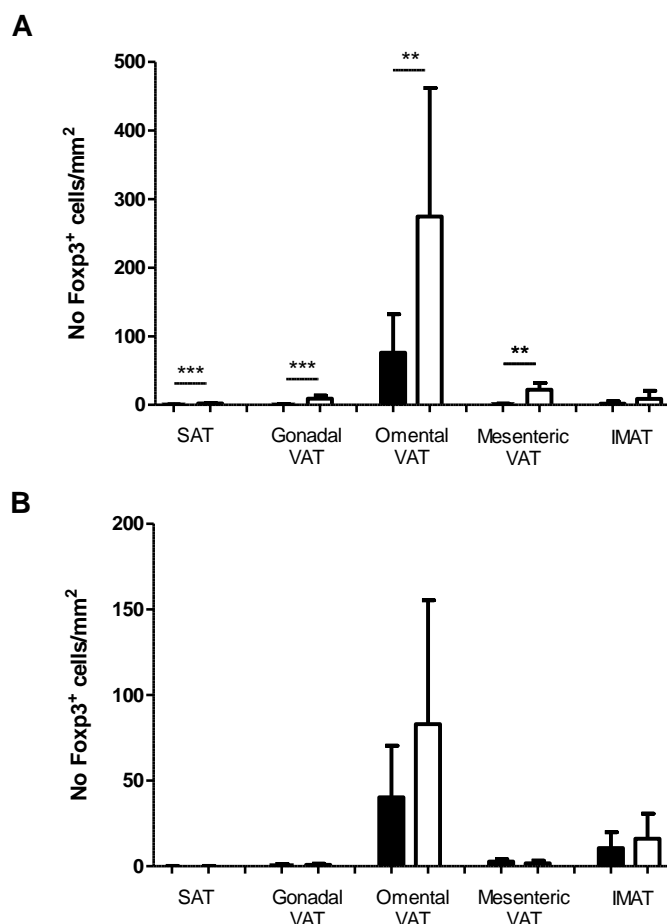 A
No Foxp3+ cells/mm2
500
400
300
200
100
0
***
***
**
**
SAT
Gonadal
VAT
Omental
VAT
Mesenteric
VAT
IMAT
B
No Foxp3+ cells/mm2
200
150
100
50
0
SAT
Gonadal
VAT
Omental
VAT
Mesenteric
VAT
IMAT